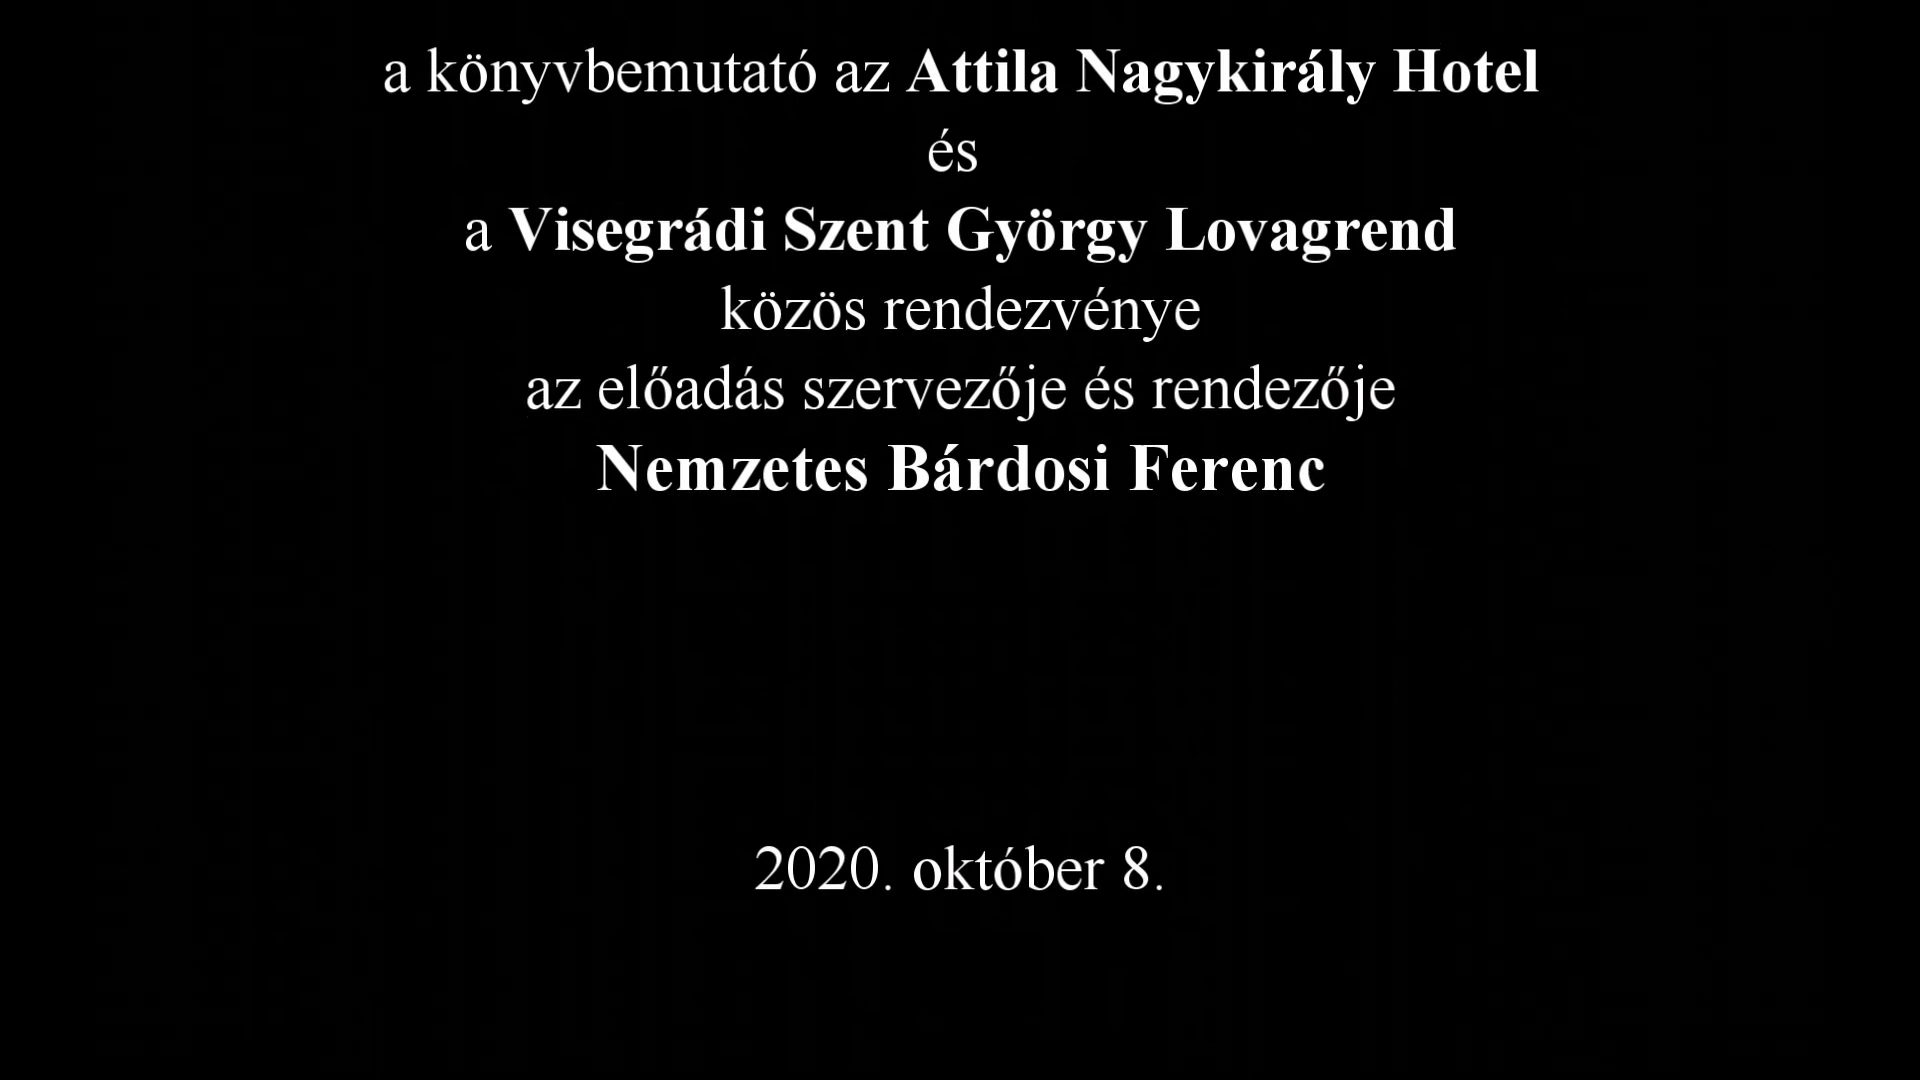 a könyvbemutató az Attila Nagykirály Hotel
és
a Visegrádi Szent György Lovagrend
közös rendezvénye
az előadás szervezője és rendezője
Nemzetes Bárdosi Ferenc
2020. október 8.